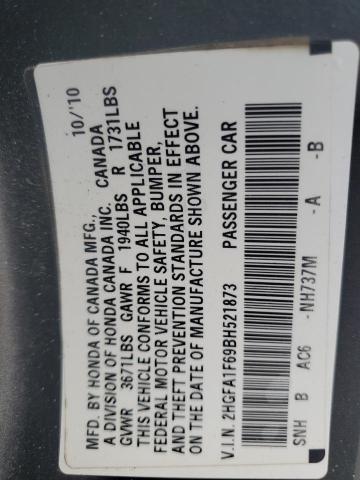 MFD. BY HONDA OF CANADA MFG., 10/'10
A DIVISION OF HONDA CANADA INC. CANADA
GVWR 3671LBS GAWR F 1940LBS R 1731LBS
THIS VEHICLE CONFORMS TO ALL APPLICABLE
FEDERAL MOTOR VEHICLE SAFETY, BUMPER,
AND THEFT PREVENTION STANDARDS IN EFFECT
ON THE DATE OF MANUFACTURE SHOWN ABOVE.
V.I.N. 2HGFA1F69BH521873 PASSENGER CAR
SNH B AC6 -NH737M -A -B